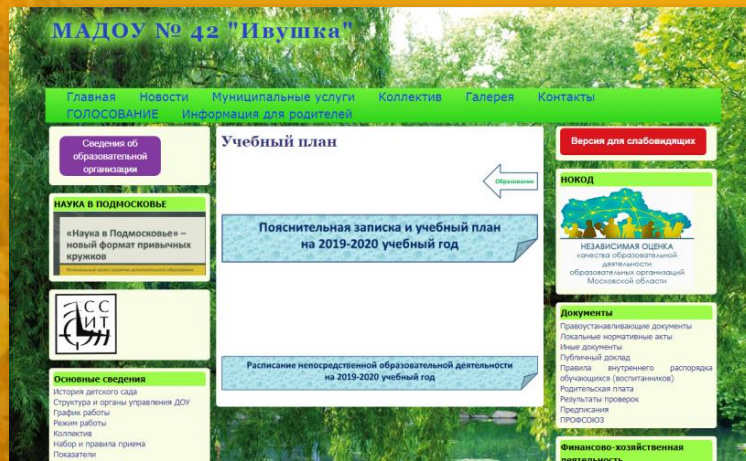 МАДОУ № 42 "Ивушка"
Главная Новости Муниципальные услуги Коллектив Галерея Контакты
ГОЛОСОВАНИЕ Информация для родителей
Сведения об
образовательной
организации
НАУКА В ПОДМОСКОВЬЕ
«Наука в Подмосковье» –
новый формат привычных
кружков
АССИТ
Основные сведения
История детского сада
Структура и органы управления ДОУ
График работы
Режим работы
Коллектив
Набор и правила приема
Показатели
Учебный план
Образование
Пояснительная записка и учебный план
на 2019-2020 учебный год
Расписание непосредственной образовательной деятельности
на 2019-2020 учебный год
Версия для слабовидящих
НОКОД
НЕЗАВИСИМАЯ ОЦЕНКА
качества образовательной
деятельности
образовательных организаций
Московской области
Документы
Правоустанавливающие документы
Локальные нормативные акты
Иные документы
Публичный доклад
Правила внутреннего распорядка
обучающихся (воспитанников)
Родительская плата
Результаты проверок
Предписания
ПРОФСОЮЗ
Финансово-хозяйственная
деятельность